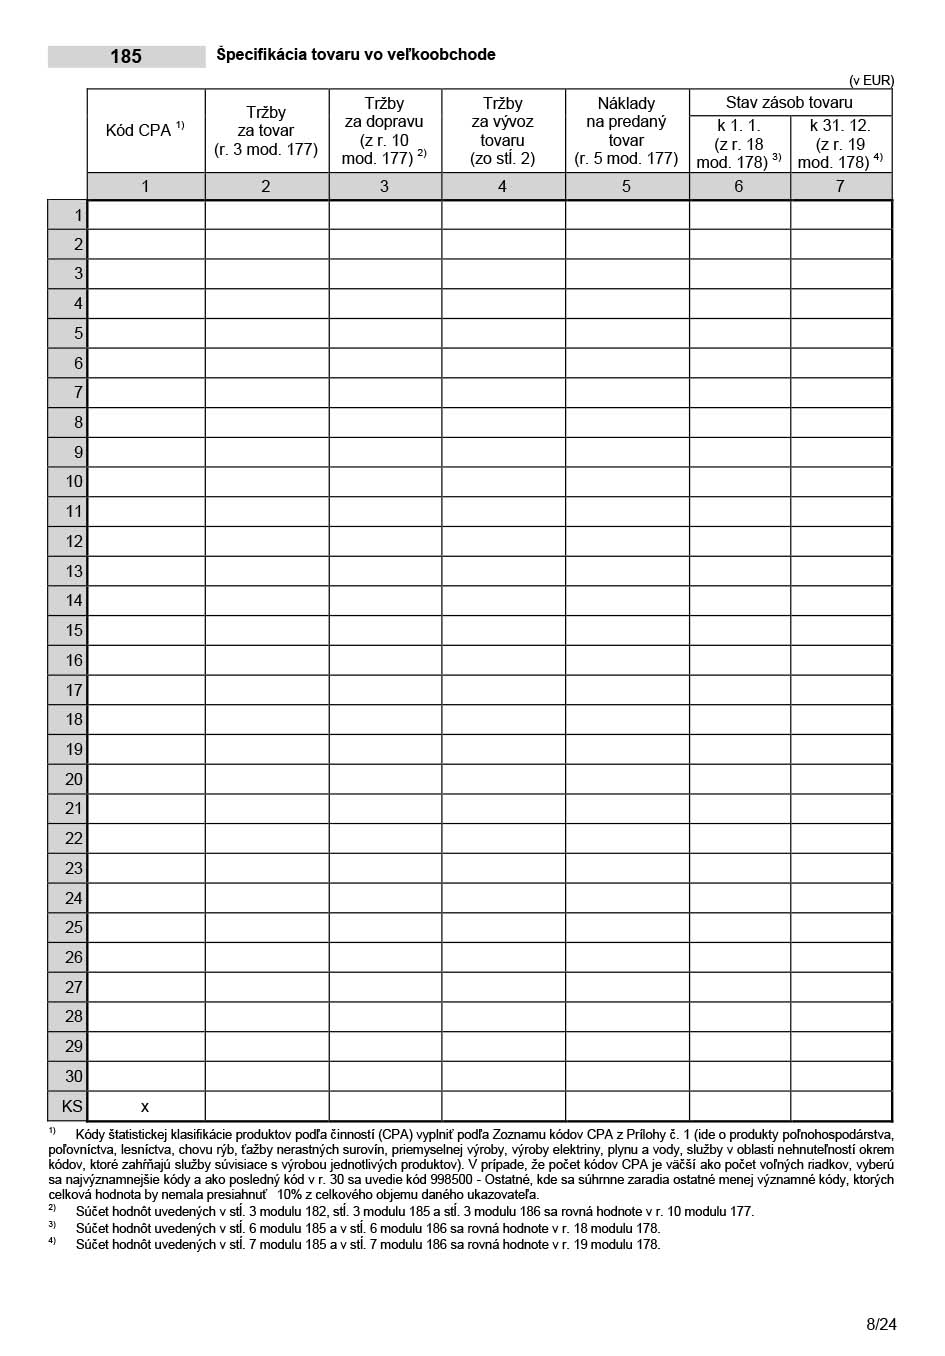 185 Špecifikácia tovaru vo veľkoobchode
(v EUR)
Kód CPA 1)
Tržby
za tovar
(r. 3 mod. 177)
Tržby
za dopravu
(z r. 10
mod. 177) 2)
Tržby
za vývoz
tovaru
(zo stĺ. 2)
Náklady
na predaný
tovar
(r. 5 mod. 177)
Stav zásob tovaru
k 1. 1.
(z r. 18
mod. 178) 3)
k 31. 12.
(z r. 19
mod. 178) 4)
1 2 3 4 5 6 7
1
2
3
4
5
6
7
8
9
10
11
12
13
14
15
16
17
18
19
20
21
22
23
24
25
26
27
28
29
30
KS x
1) Kódy štatistickej klasifikácie produktov podľa činností (CPA) vyplniť podľa Zoznamu kódov CPA z Prílohy č. 1 (ide o produkty poľnohospodárstva,
poľovníctva, lesníctva, chovu rýb, ťažby nerastných surovín, priemyselnej výroby, výroby elektriny, plynu a vody, služby v oblasti nehnuteľností okrem
kódov, ktoré zahŕňajú služby súvisiace s výrobou jednotlivých produktov). V prípade, že počet kódov CPA je väčší ako počet voľných riadkov, vyberú
sa najvýznamnejšie kódy a ako posledný kód v r. 30 sa uvedie kód 998500 - Ostatné, kde sa súhrnne zaradia ostatné menej významné kódy, ktorých
celková hodnota by nemala presiahnuť 10% z celkového objemu daného ukazovateľa.
2) Súčet hodnôt uvedených v stĺ. 3 modulu 182, stĺ. 3 modulu 185 a stĺ. 3 modulu 186 sa rovná hodnote v r. 10 modulu 177.
3) Súčet hodnôt uvedených v stĺ. 6 modulu 185 a v stĺ. 6 modulu 186 sa rovná hodnote v r. 18 modulu 178.
4) Súčet hodnôt uvedených v stĺ. 7 modulu 185 a v stĺ. 7 modulu 186 sa rovná hodnote v r. 19 modulu 178.
8/24